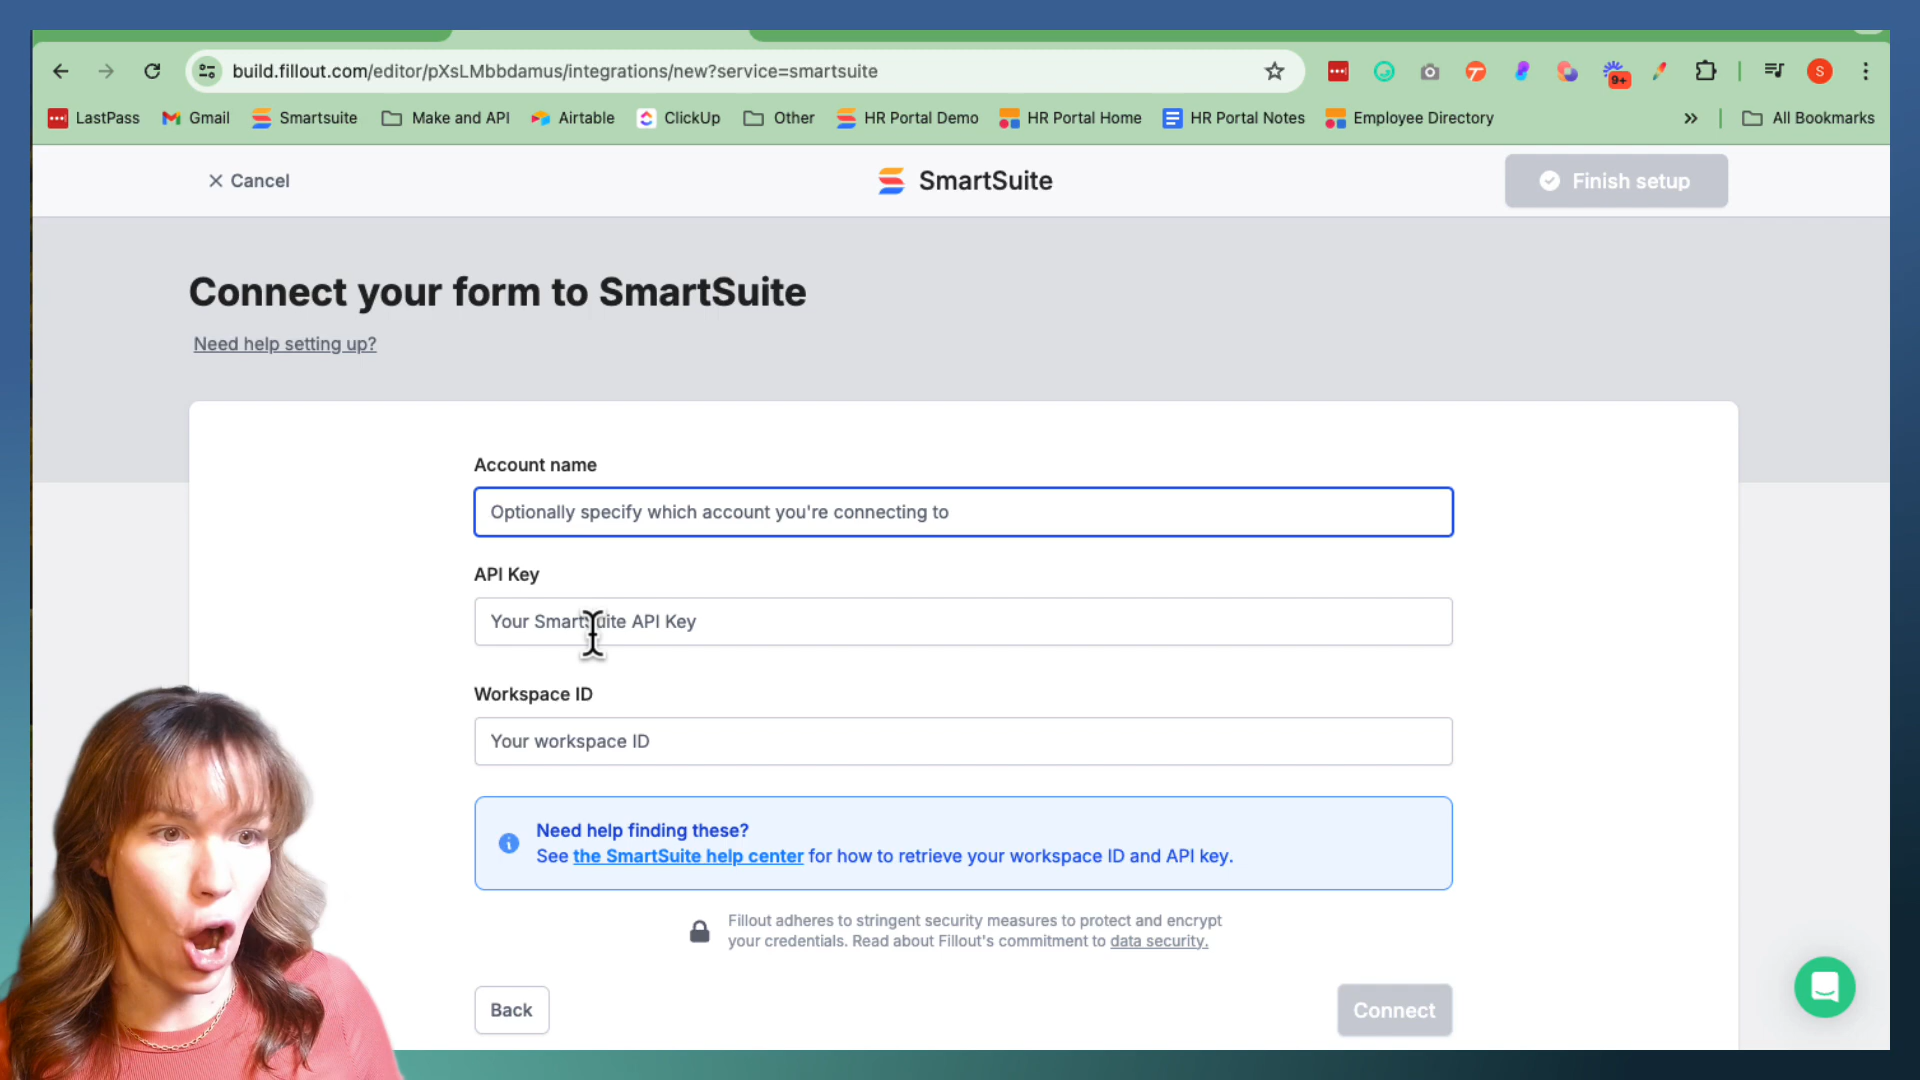 build.fillout.com/editor/pXsLMbbdamus/integrations/new?service=smartsuite
9+
S
LastPass
Gmail
Smartsuite
Make and API
Airtable
ClickUp
Other
HR Portal Demo
HR Portal Home
HR Portal Notes
Employee Directory
»
All Bookmarks
Cancel
SmartSuite
Finish setup
Connect your form to SmartSuite
Need help setting up?
Account name
Optionally specify which account you're connecting to
API Key
Your SmartSuite API Key
Workspace ID
Your workspace ID
Need help finding these?
See the SmartSuite help center for how to retrieve your workspace ID and API key.
Fillout adheres to stringent security measures to protect and encrypt
your credentials. Read about Fillout's commitment to data security.
Back
Connect